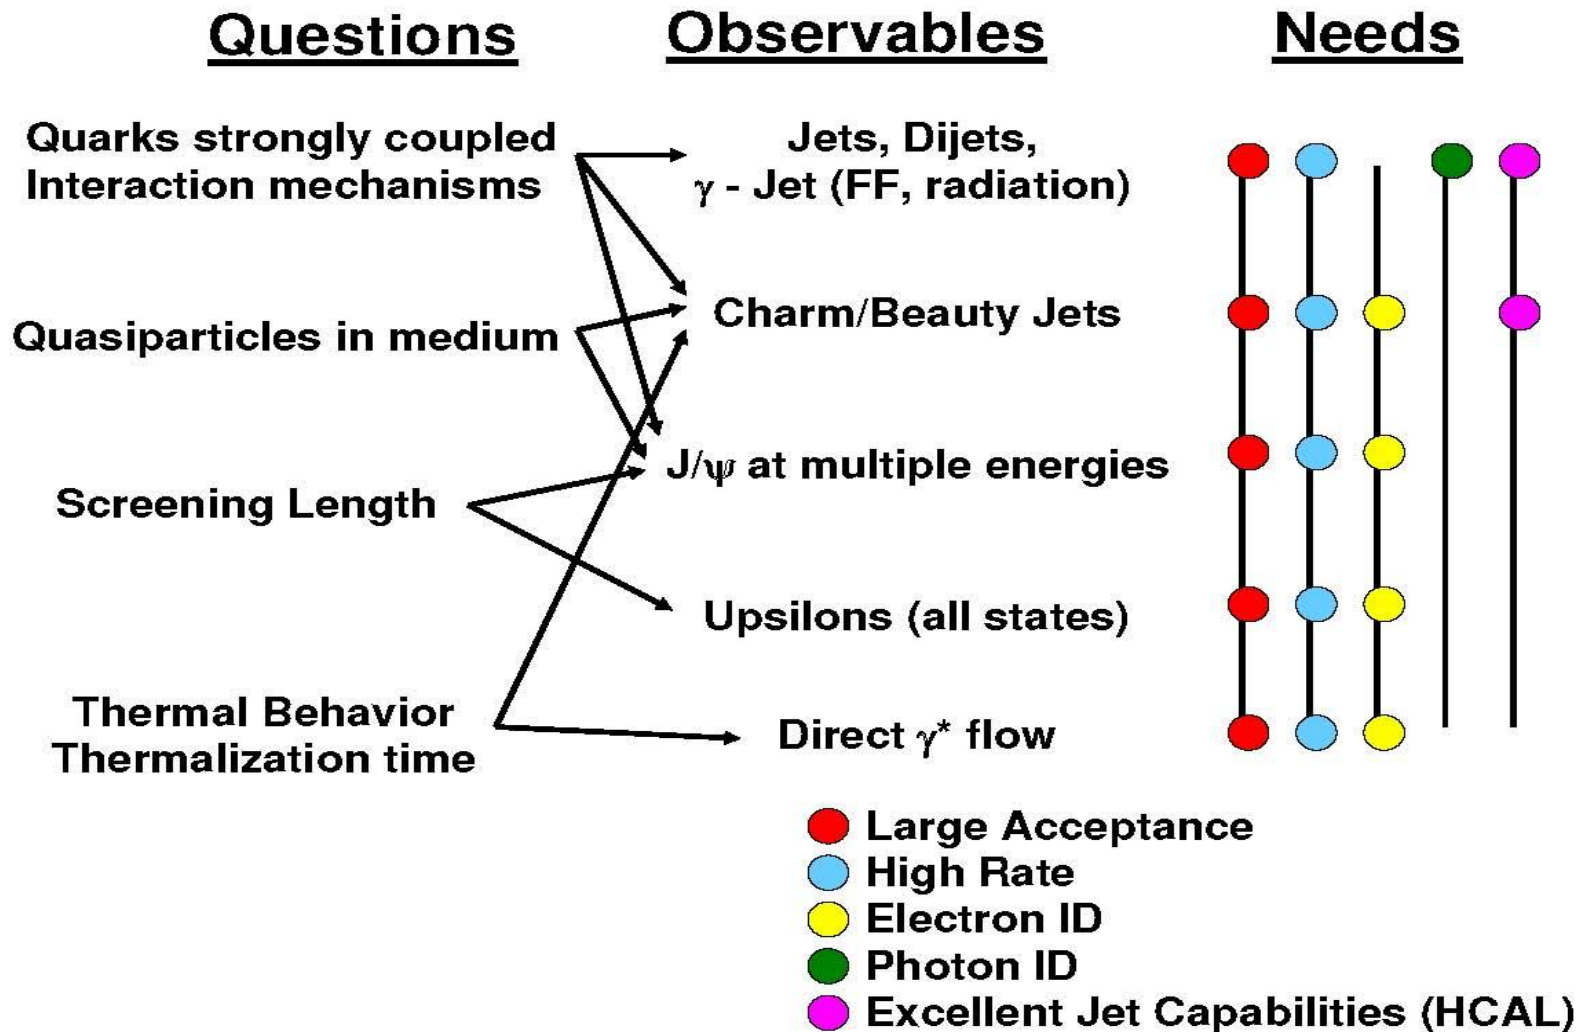 Questions
Observables
Needs
Quarks strongly coupled
Interaction mechanisms
Jets, Dijets,
γ - Jet (FF, radiation)
Quasiparticles in medium
Charm/Beauty Jets
J/ψ at multiple energies
Screening Length
Upsilons (all states)
Thermal Behavior
Thermalization time
Direct γ* flow
Large Acceptance
High Rate
Electron ID
Photon ID
Excellent Jet Capabilities (HCAL)